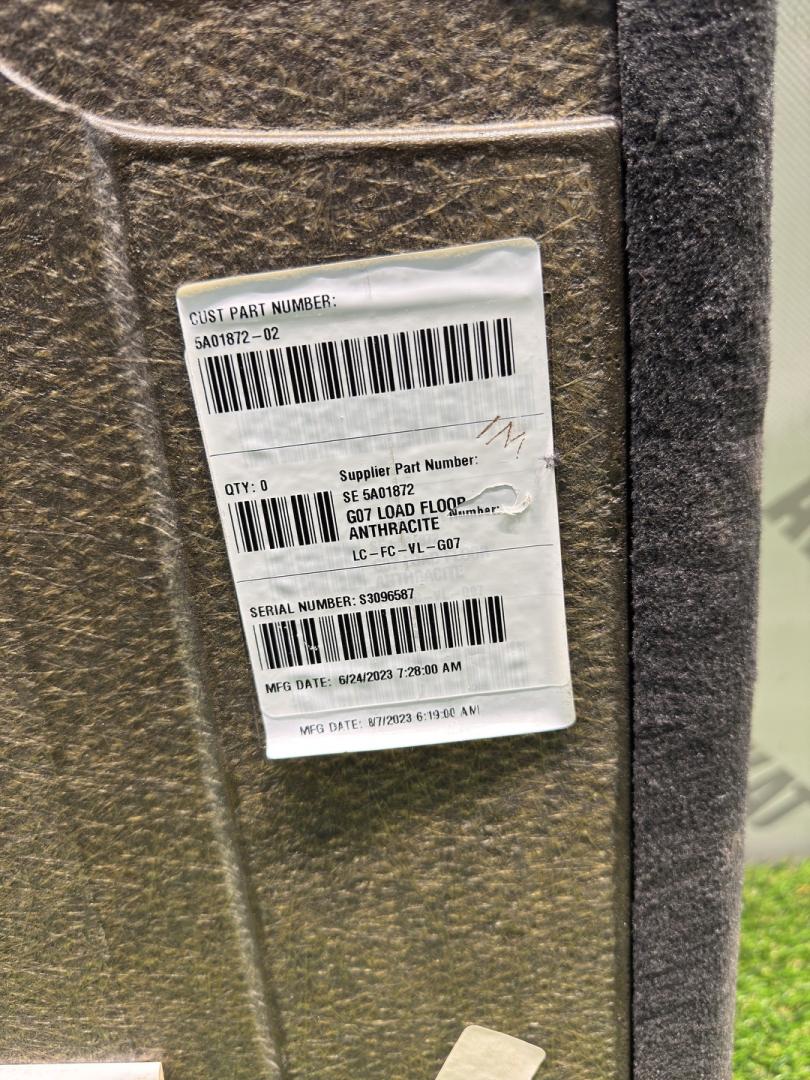 CUST PART NUMBER:
5A01872-02
QTY: 0
Supplier Part Number:
SE 5A01872
G07 LOAD FLOOR
Number:
ANTHRACITE
LC-FC-VL-G07
SERIAL NUMBER: S3096587
MFG DATE: 6/24/2023 7:28:00 AM
MFG DATE: 8/7/2023 6:19:00 AM